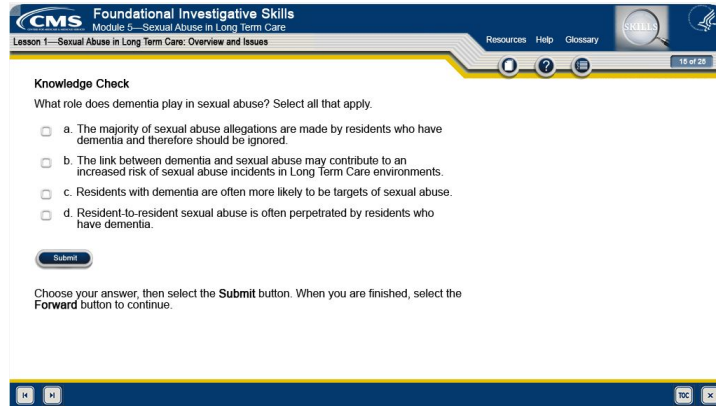 CMS
Foundational Investigative Skills
Module 5—Sexual Abuse in Long Term Care
Lesson 1—Sexual Abuse in Long Term Care: Overview and Issues
Resources Help Glossary
SKILLS
Knowledge Check
What role does dementia play in sexual abuse? Select all that apply.
a. The majority of sexual abuse allegations are made by residents who have
dementia and therefore should be ignored.
b. The link between dementia and sexual abuse may contribute to an
increased risk of sexual abuse incidents in Long Term Care environments.
c. Residents with dementia are often more likely to be targets of sexual abuse.
d. Resident-to-resident sexual abuse is often perpetrated by residents who
have dementia.
Submit
Choose your answer, then select the Submit button. When you are finished, select the
Forward button to continue.
TOC